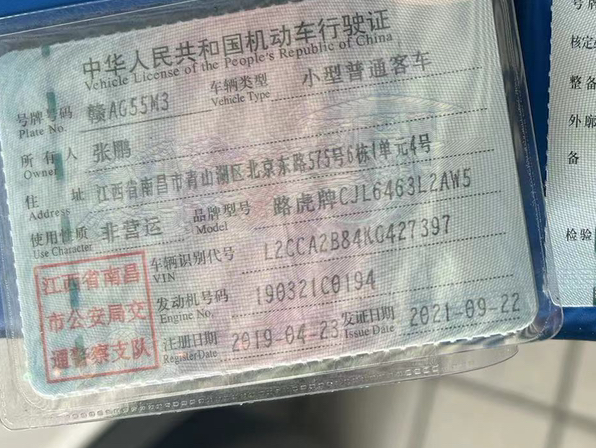 中华人民共和国机动车行驶证
Vehicle License of the People's Republic of China
号牌号码 赣AG55M3 车辆类型 小型普通客车
Plate No. Vehicle Type
所有人 张鹏
Owner
住址 江西省南昌市青山湖区北京东路575号6栋1单元4号
Address
使用性质 非营运 品牌型号 路虎牌CJL6463L2AW5
Use Character Model
车辆识别代号 L2CCA2B84KG427397
VIN
发动机号码 190321C0194
Engine No.
注册日期 2019-04-23 发证日期 2021-09-22
Register Date Issue Date
江西省南昌
市公安局交
通警察支队
号牌
核定
整备
外廓
备
检验